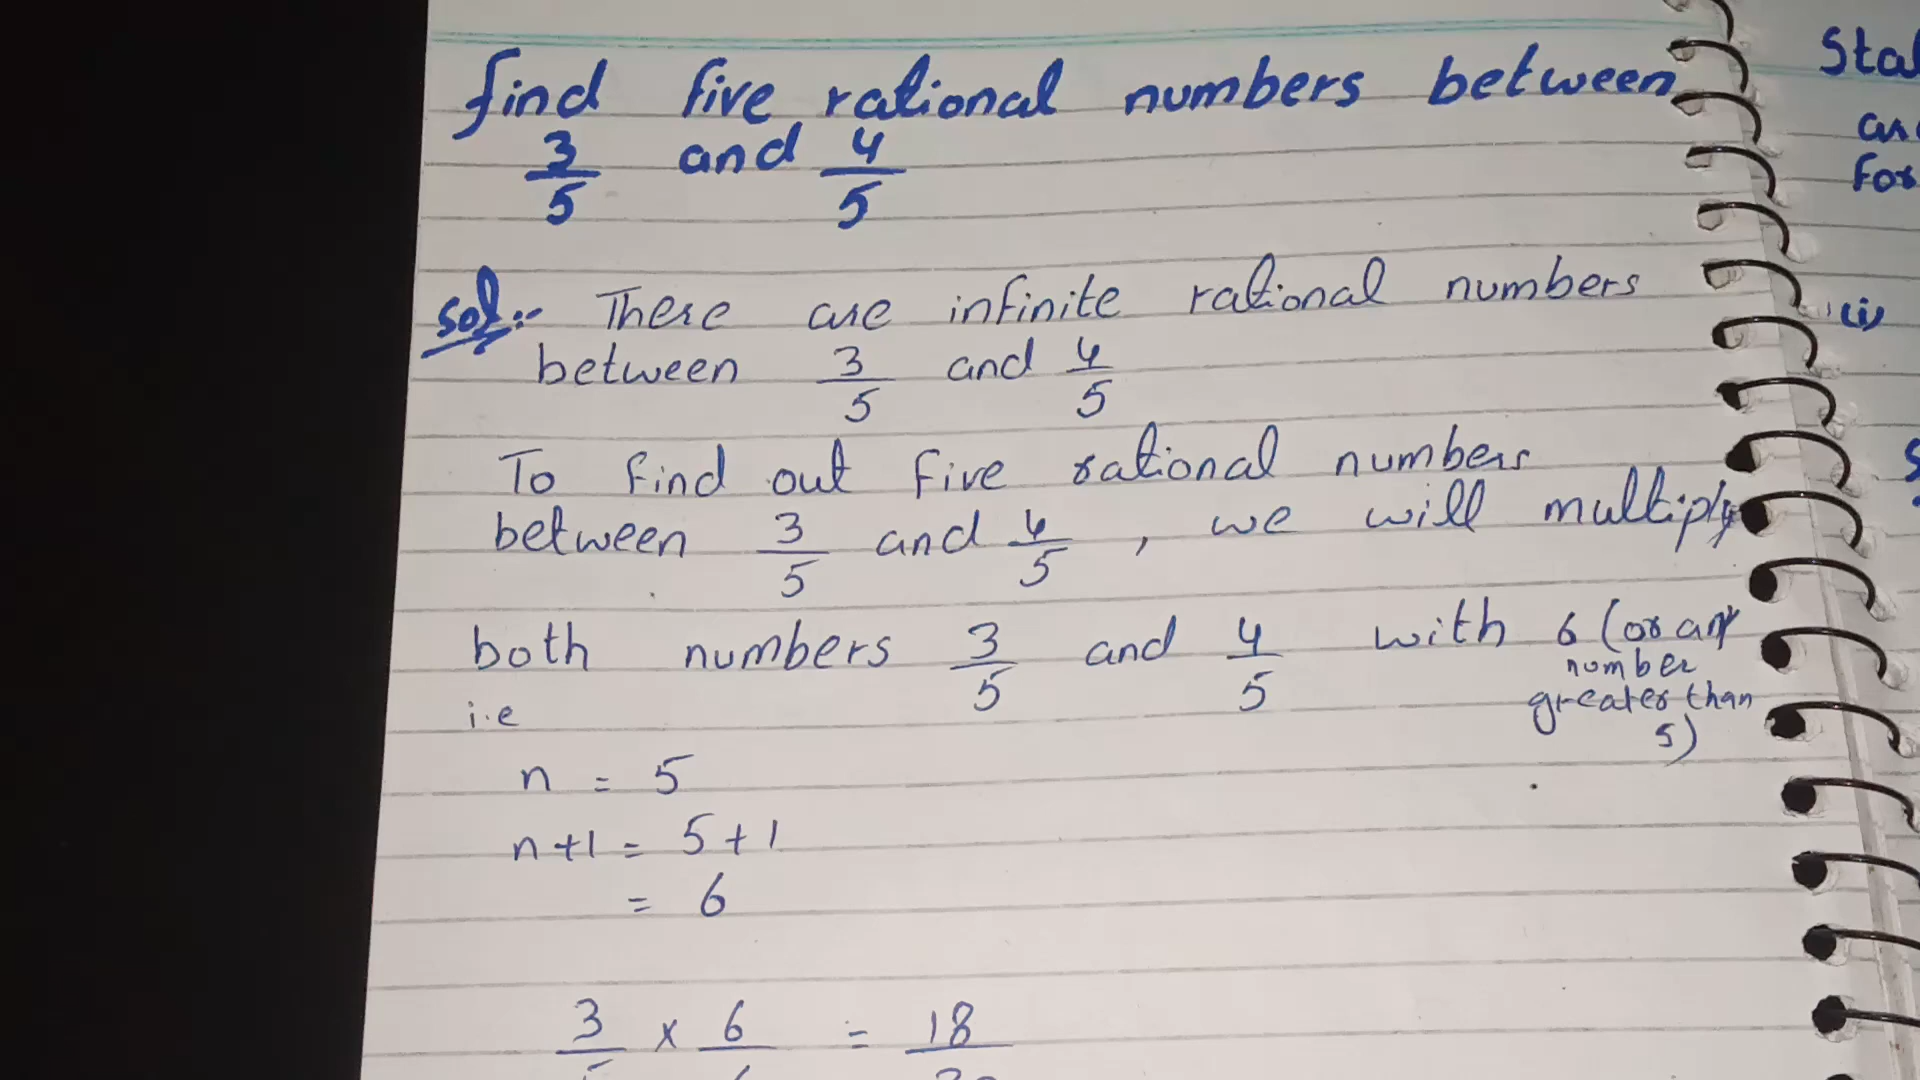 find five rational numbers between
3/5 and 4/5
sol:- There are infinite rational numbers
between 3/5 and 4/5
To find out five rational numbers
between 3/5 and 4/5, we will multiply
both numbers 3/5 and 4/5 with 6 (or any
number
greater than
5)
i.e
n = 5
n+1 = 5+1
= 6
3/5 x 6/6 = 18
(i)
For